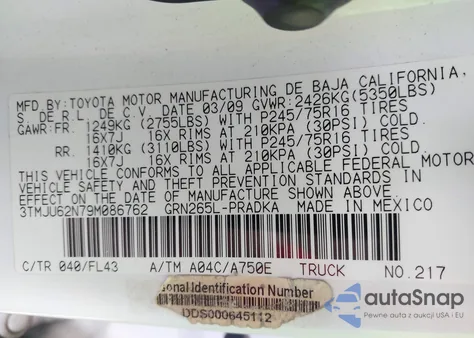 MFD.BY:TOYOTA MOTOR MANUFACTURING DE BAJA CALIFORNIA,
S. DE R.L. DE C.V. DATE 03/09 GVWR:2426KG(5350LBS)
GAWR:FR. 1249KG (2755LBS) WITH P245/75R16 TIRES
16X7J 16X RIMS AT 210KPA (30PSI) COLD.
RR. 1410KG (3110LBS) WITH P245/75R16 TIRES
16X7J 16X RIMS AT 210KPA (30PSI) COLD.
THIS VEHICLE CONFORMS TO ALL APPLICABLE FEDERAL MOTOR
VEHICLE SAFETY AND THEFT PREVENTION STANDARDS IN
EFFECT ON THE DATE OF MANUFACTURE SHOWN ABOVE
3TMJU62N79M086762 GRN265L-PRADKA MADE IN MEXICO
C/TR 040/FL43 A/TM A04C/A750E TRUCK NO.217
sonal Identification Number
DDS000645112
autoSnap
Pewne auta z aukcji USA i EU